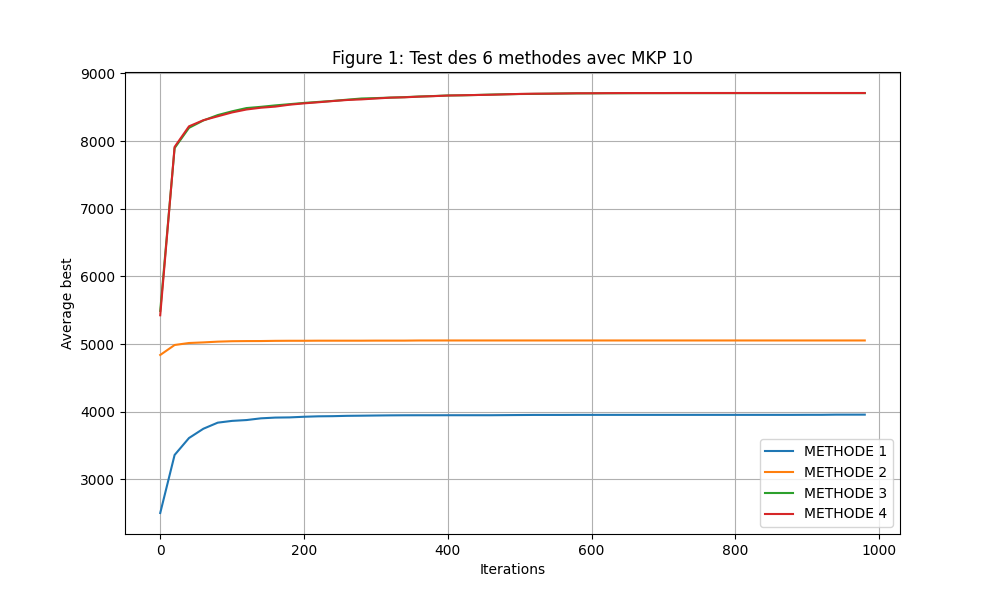 Figure 1: Test des 6 methodes avec MKP 10
Average best
9000
8000
7000
6000
5000
4000
3000
0 200 400 600 800 1000
Iterations
METHODE 1
METHODE 2
METHODE 3
METHODE 4